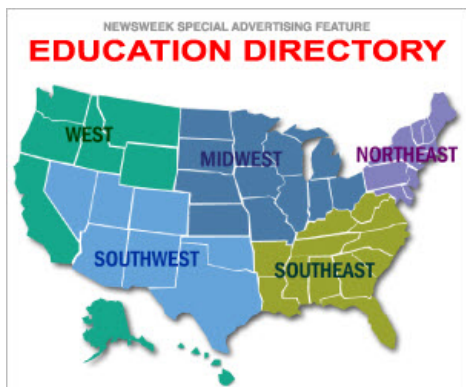 NEWSWEEK SPECIAL ADVERTISING FEATURE
EDUCATION DIRECTORY
WEST
MIDWEST
NORTHEAST
SOUTHWEST
SOUTHEAST